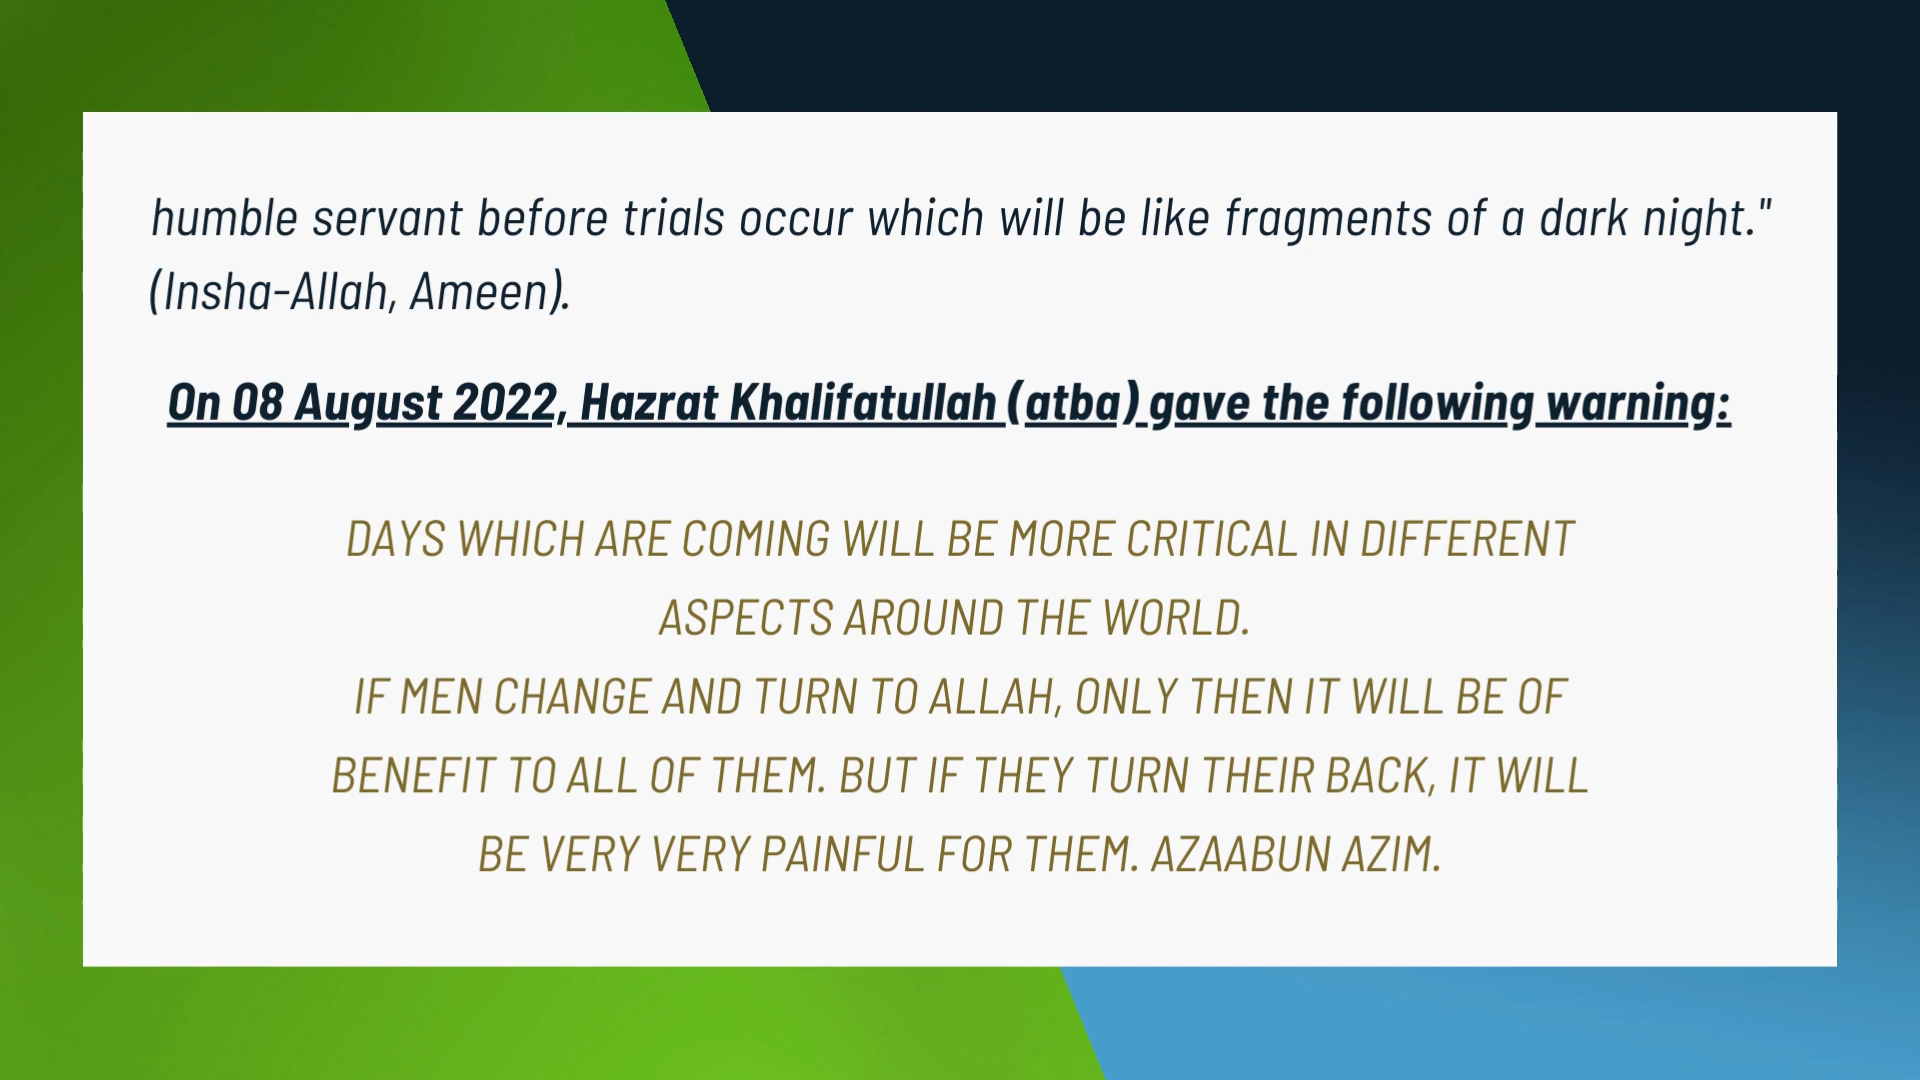 humble servant before trials occur which will be like fragments of a dark night."
(Insha-Allah, Ameen).
On 08 August 2022, Hazrat Khalifatullah (atba) gave the following warning:
DAYS WHICH ARE COMING WILL BE MORE CRITICAL IN DIFFERENT
ASPECTS AROUND THE WORLD.
IF MEN CHANGE AND TURN TO ALLAH, ONLY THEN IT WILL BE OF
BENEFIT TO ALL OF THEM. BUT IF THEY TURN THEIR BACK, IT WILL
BE VERY VERY PAINFUL FOR THEM. AZAABUN AZIM.